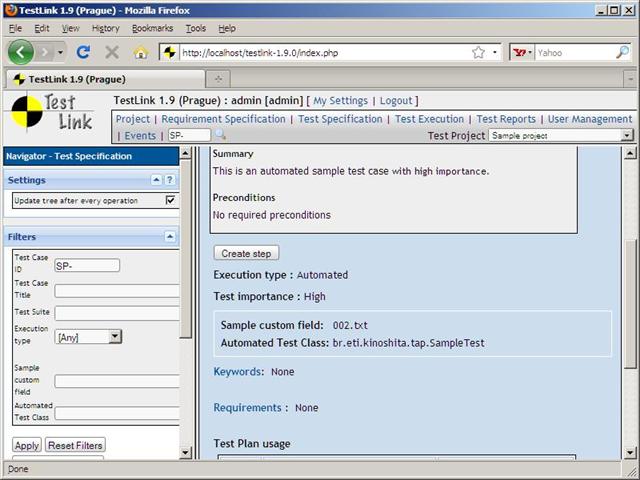 TestLink 1.9 (Prague) - Mozilla Firefox
File Edit View History Bookmarks Tools Help
http://localhost/testlink-1.9.0/index.php
Yahoo
TestLink 1.9 (Prague)
Test Link
TestLink 1.9 (Prague) : admin [admin] [ My Settings | Logout ]
Project | Requirement Specification | Test Specification | Test Execution | Test Reports | User Management
| Events | SP-
Test Project Sample project
Navigator - Test Specification
Settings
Update tree after every operation
Filters
Test Case ID SP-
Test Case Title
Test Suite
Execution type [Any]
Sample custom field
Automated Test Class
Apply Reset Filters
Summary
This is an automated sample test case with high importance.
Preconditions
No required preconditions
Create step
Execution type : Automated
Test importance : High
Sample custom field: 002.txt
Automated Test Class: br.eti.kinoshita.tap.SampleTest
Keywords: None
Requirements : None
Test Plan usage
Done